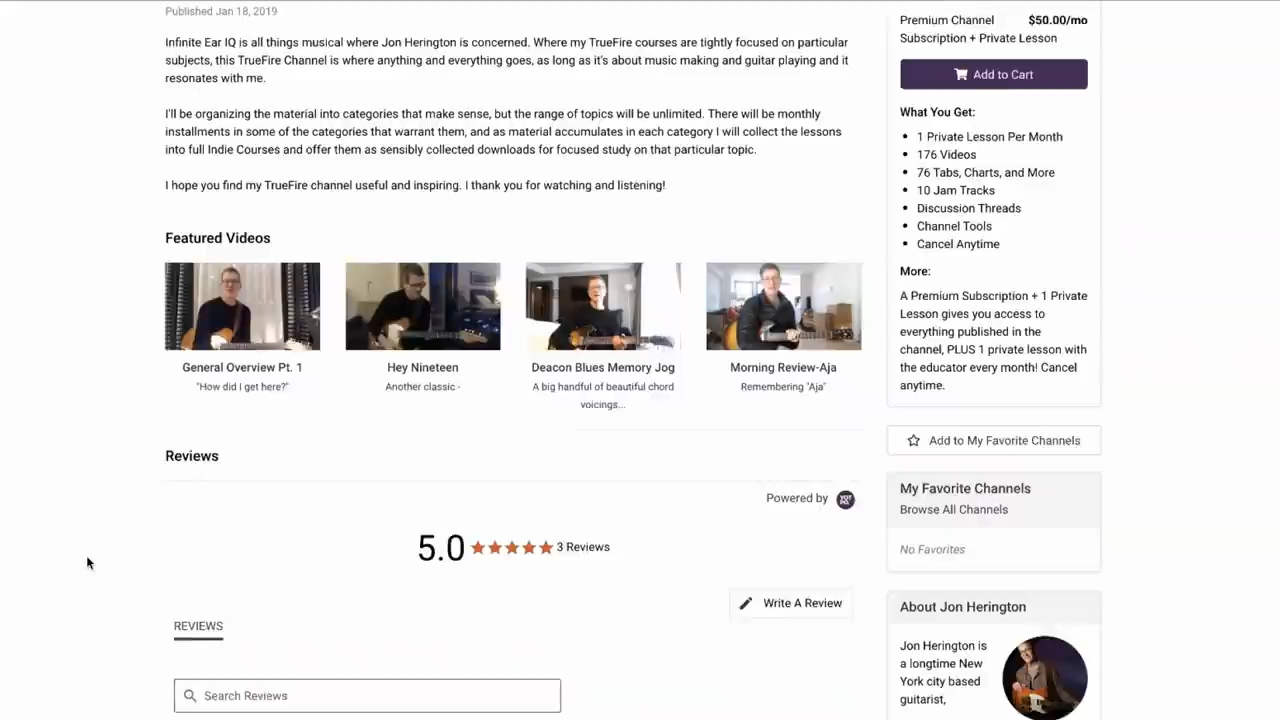 Published Jan 18, 2019
Infinite Ear IQ is all things musical where Jon Herington is concerned. Where my TrueFire courses are tightly focused on particular
subjects, this TrueFire Channel is where anything and everything goes, as long as it's about music making and guitar playing and it
resonates with me.
I'll be organizing the material into categories that make sense, but the range of topics will be unlimited. There will be monthly
installments in some of the categories that warrant them, and as material accumulates in each category I will collect the lessons
into full Indie Courses and offer them as sensibly collected downloads for focused study on that particular topic.
I hope you find my TrueFire channel useful and inspiring. I thank you for watching and listening!
Featured Videos
General Overview Pt. 1
"How did I get here?"
Hey Nineteen
Another classic -
Deacon Blues Memory Jog
A big handful of beautiful chord
voicings...
Morning Review-Aja
Remembering "Aja"
Reviews
Powered by
YOT
PO.
5.0
3 Reviews
Write A Review
REVIEWS
Search Reviews
Premium Channel
Subscription + Private Lesson
$50.00/mo
Add to Cart
What You Get:
• 1 Private Lesson Per Month
• 176 Videos
• 76 Tabs, Charts, and More
• 10 Jam Tracks
• Discussion Threads
• Channel Tools
• Cancel Anytime
More:
A Premium Subscription + 1 Private
Lesson gives you access to
everything published in the
channel, PLUS 1 private lesson with
the educator every month! Cancel
anytime.
Add to My Favorite Channels
My Favorite Channels
Browse All Channels
No Favorites
About Jon Herington
Jon Herington is
a longtime New
York city based
guitarist,